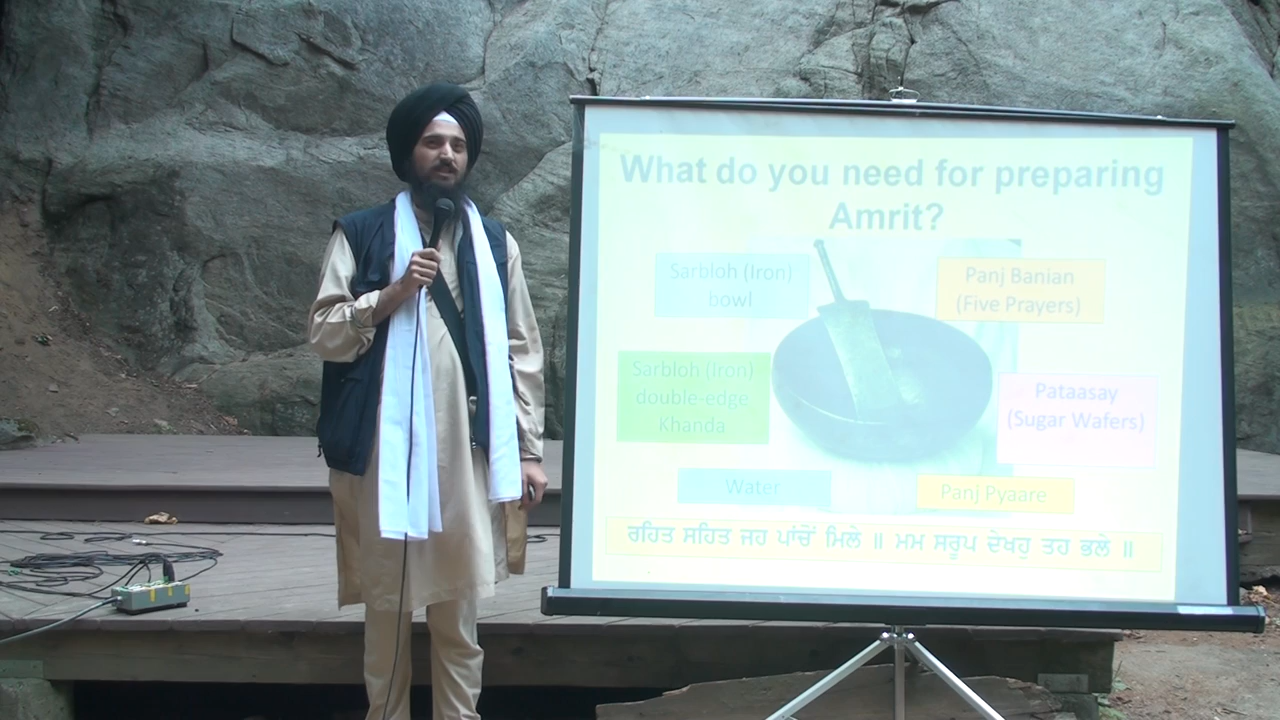 What do you need for preparing
Amrit?
Sarbloh (Iron)
bowl
Panj Banian
(Five Prayers)
Sarbloh (Iron)
double-edge
Khanda
Pataasay
(Sugar Wafers)
Water
Panj Pyaare
ਰਹਿਤ ਸਹਿਤ ਜਹ ਪਾਂਚੋਂ ਮਿਲੇ ॥ ਮਮ ਸਰੂਪ ਦੇਖਹੁ ਤਹ ਭਲੇ ॥